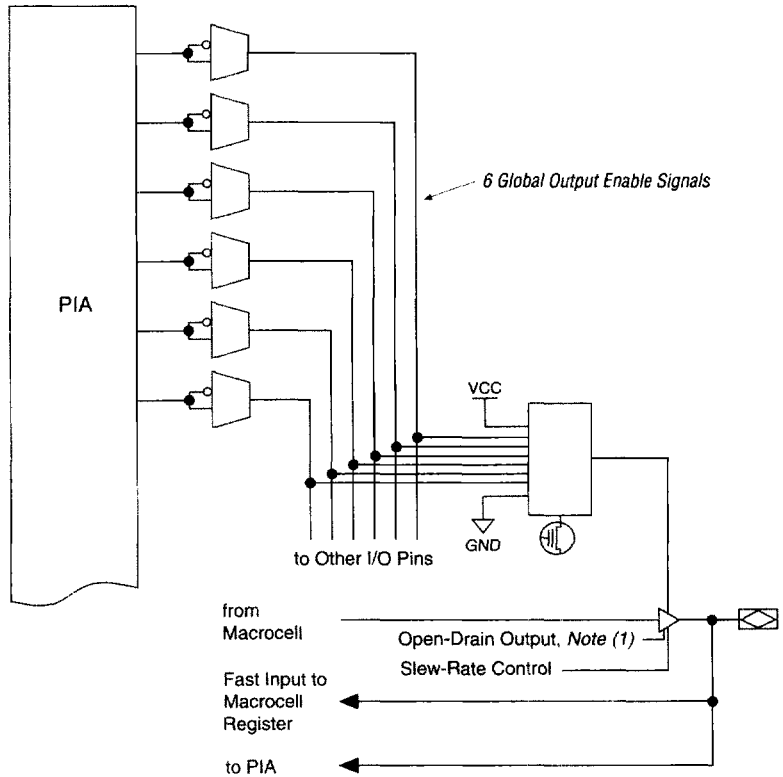 6 Global Output Enable Signals
PIA
VCC
GND
to Other I/O Pins
from
Macrocell
Open-Drain Output, Note (1)
Slew-Rate Control
Fast Input to
Macrocell
Register
to PIA